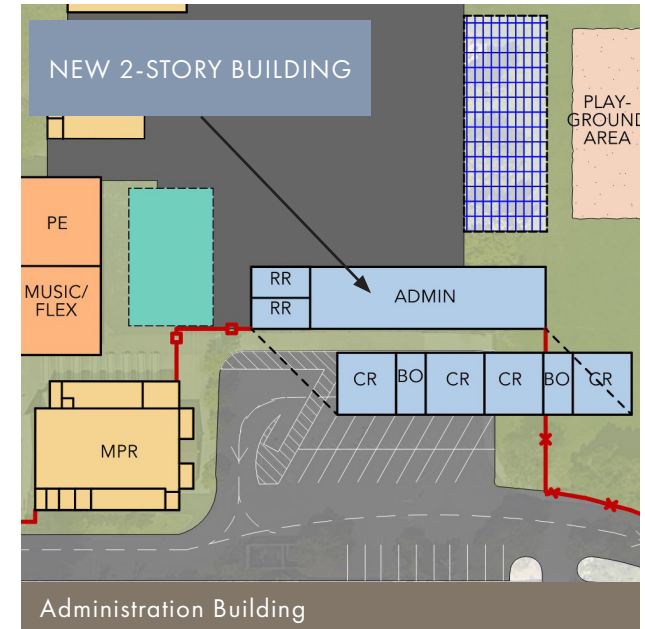 NEW 2-STORY BUILDING
PLAY-
GROUND
AREA
PE
MUSIC/
FLEX
RR
RR
ADMIN
CR
BO
CR
CR
BO
CR
MPR
Administration Building